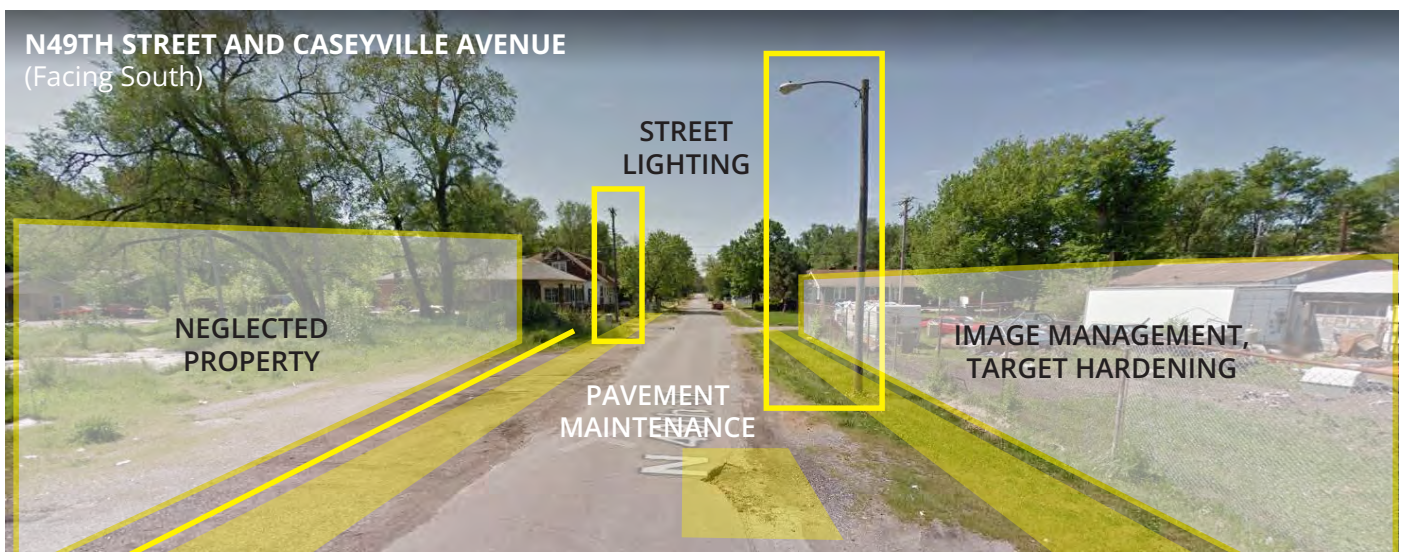 N49TH STREET AND CASEYVILLE AVENUE
(Facing South)
STREET
LIGHTING
NEGLECTED
PROPERTY
IMAGE MANAGEMENT,
TARGET HARDENING
PAVEMENT
MAINTENANCE